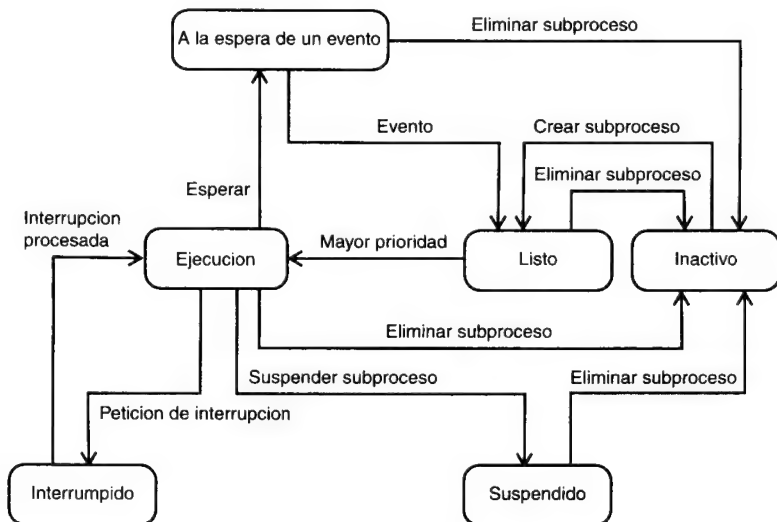 A la espera de un evento
Eliminar subproceso
Evento
Crear subproceso
Eliminar subproceso
Esperar
Interrupcion
procesada
Ejecucion
Mayor prioridad
Listo
Inactivo
Eliminar subproceso
Suspender subproceso
Eliminar subproceso
Peticion de interrupcion
Interrumpido
Suspendido